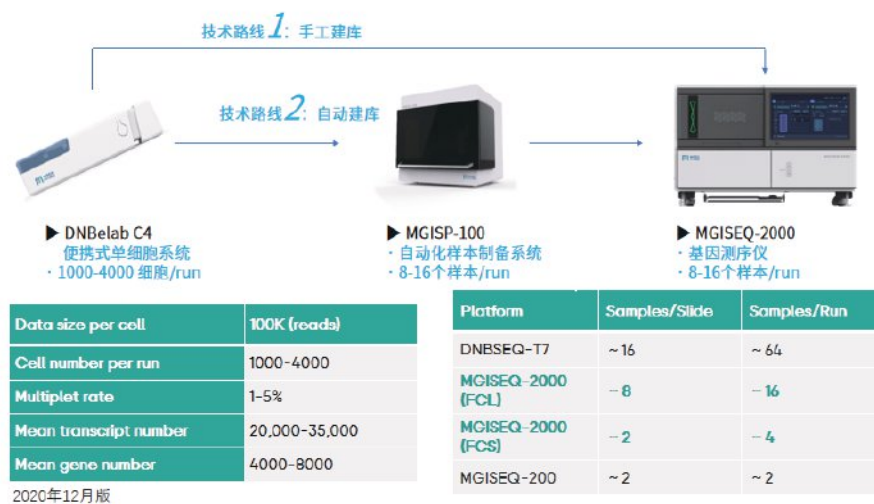 技术路线1：手工建库
技术路线2：自动建库
▶ DNBelab C4
便携式单细胞系统
· 1000-4000 细胞/run
▶ MGISP-100
· 自动化样本制备系统
· 8-16个样本/run
▶ MGISEQ-2000
· 基因测序仪
· 8-16个样本/run
Data size per cell 100K (reads)
Cell number per run 1000-4000
Multiplet rate 1-5%
Mean transcript number 20,000-35,000
Mean gene number 4000-8000
2020年12月版
Platform Samples/Slide Samples/Run
DNBSEQ-T7 ~16 ~64
MGISEQ-2000 (FCL) ~8 ~16
MGISEQ-2000 (FCS) ~2 ~4
MGISEQ-200 ~2 ~2